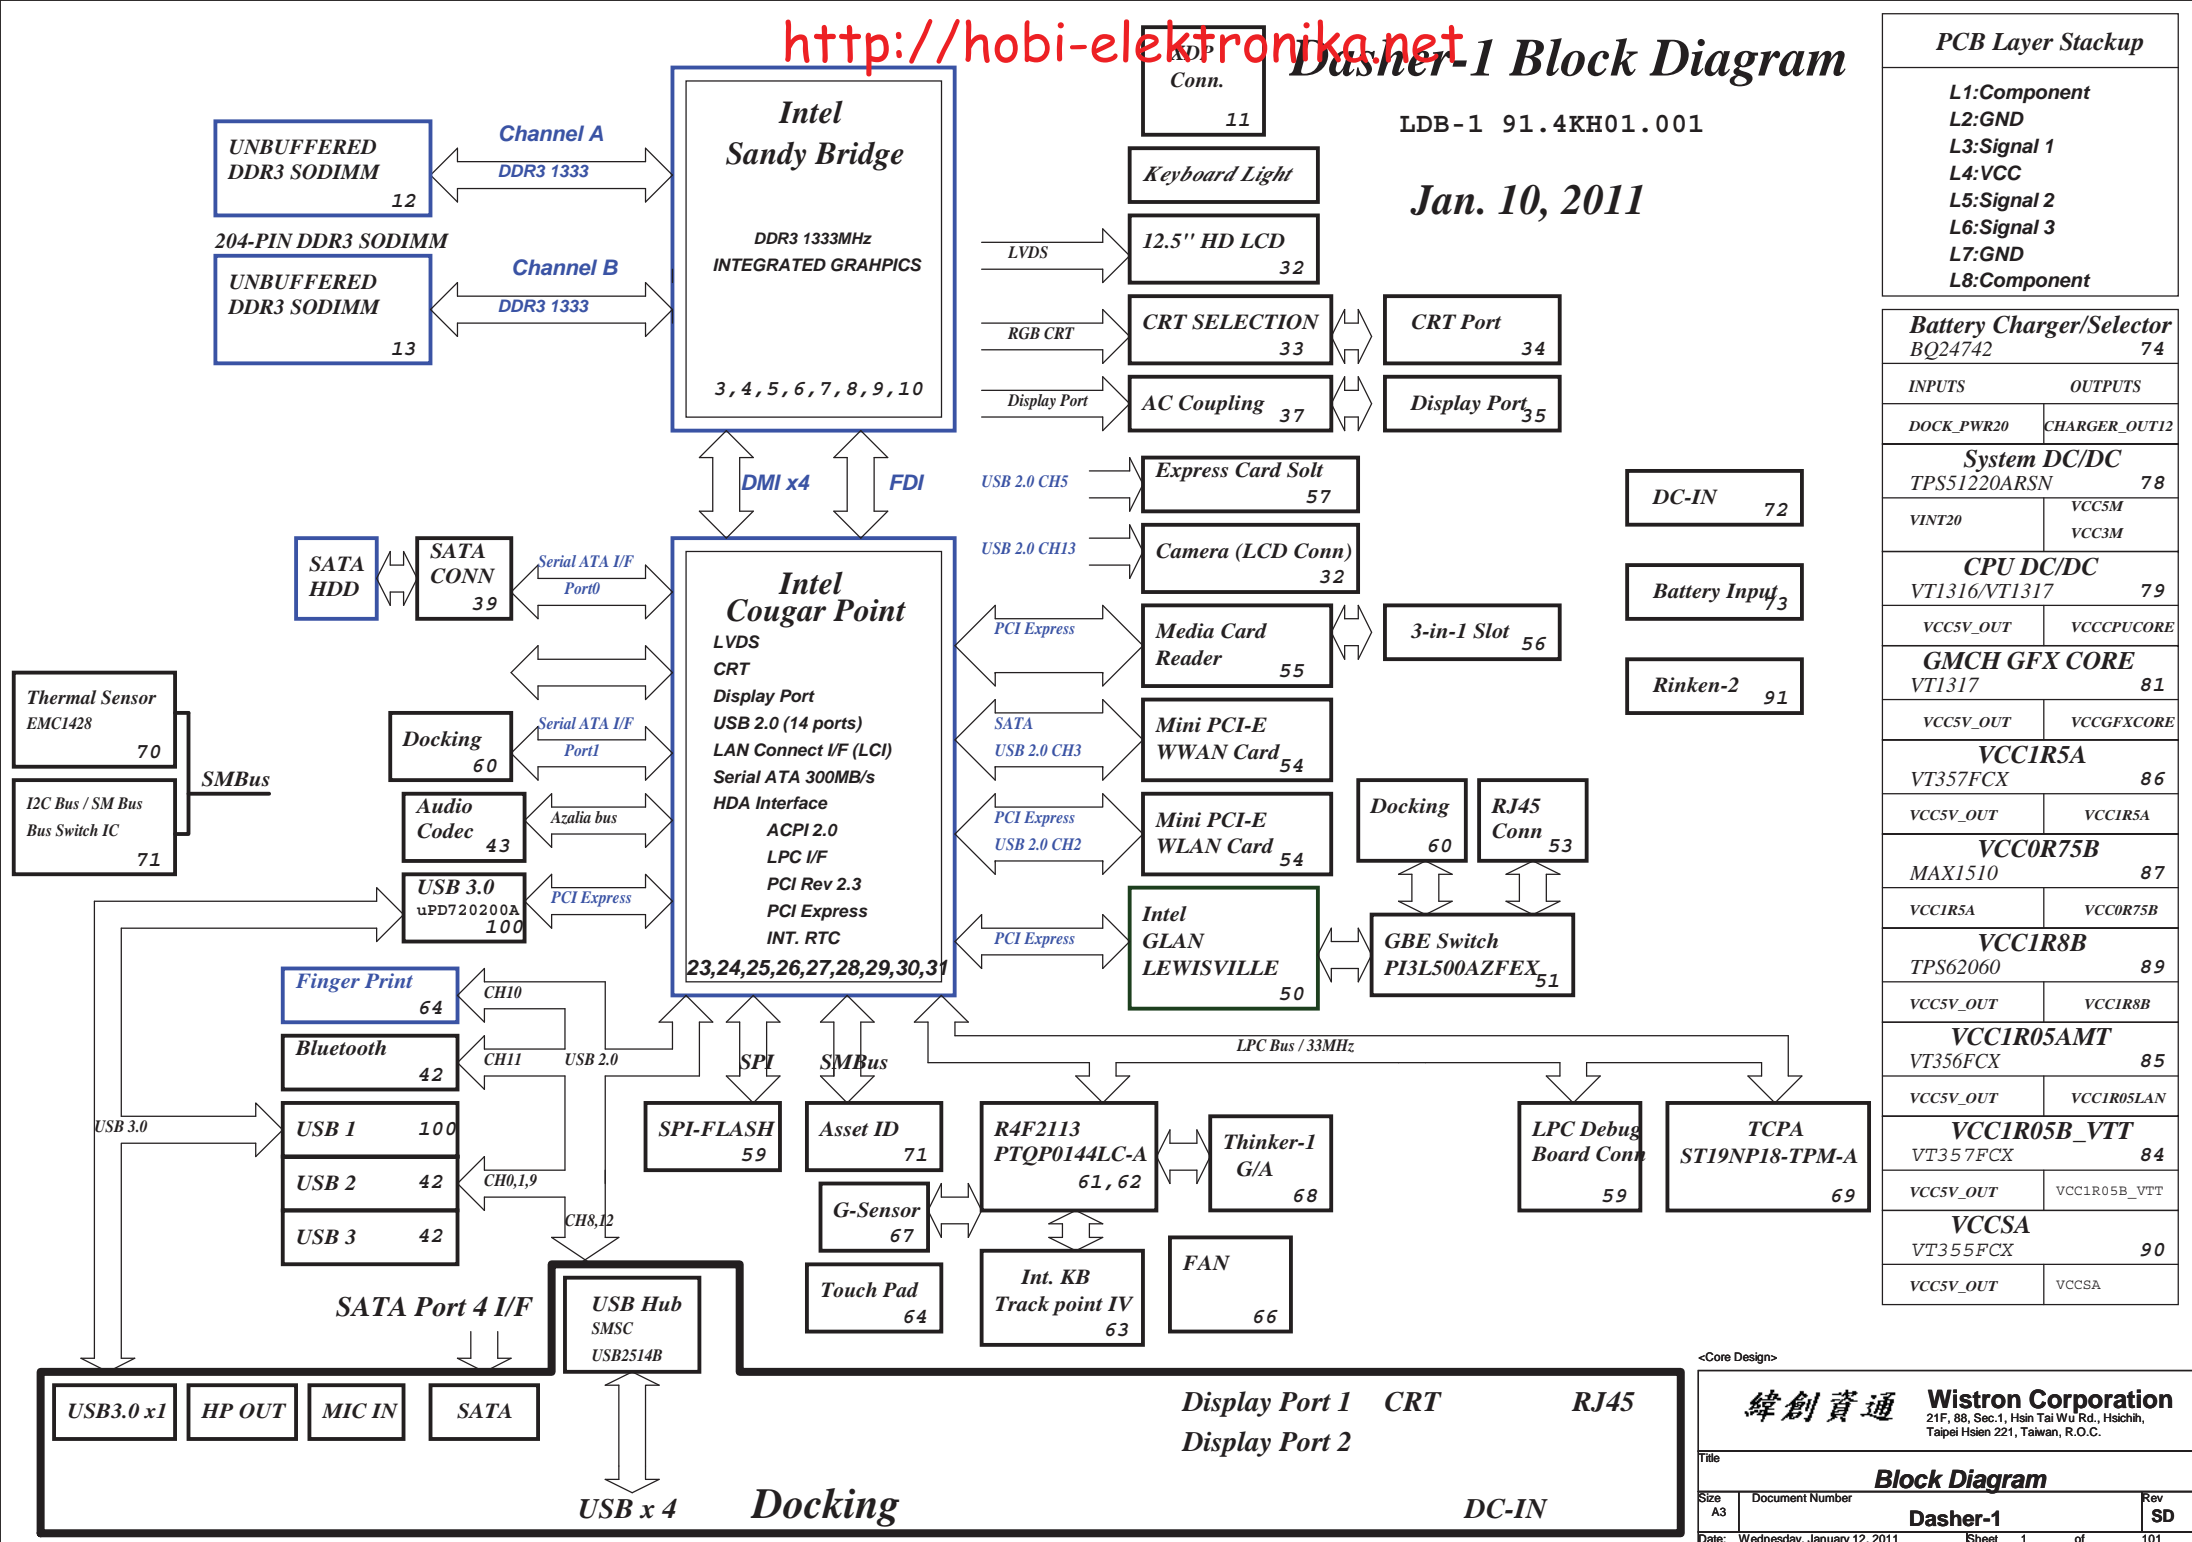 http://hobi-elektronika.net
Dasher-1 Block Diagram
LDB-1 91.4KH01.001
Jan. 10, 2011
XDP
Conn.
11
Keyboard Light
12.5" HD LCD
32
LVDS
CRT SELECTION
33
RGB CRT
CRT Port
34
AC Coupling
37
Display Port
Display Port
35
UNBUFFERED
DDR3 SODIMM
12
Channel A
DDR3 1333
204-PIN DDR3 SODIMM
UNBUFFERED
DDR3 SODIMM
13
Channel B
DDR3 1333
Intel
Sandy Bridge
DDR3 1333MHz
INTEGRATED GRAHPICS
3,4,5,6,7,8,9,10
DMI x4
FDI
USB 2.0 CH5
Express Card Solt
57
USB 2.0 CH13
Camera (LCD Conn)
32
PCI Express
Media Card
Reader
55
3-in-1 Slot
56
SATA
USB 2.0 CH3
Mini PCI-E
WWAN Card
54
PCI Express
USB 2.0 CH2
Mini PCI-E
WLAN Card
54
Docking
60
RJ45
Conn
53
PCI Express
Intel
GLAN
LEWISVILLE
50
GBE Switch
PI3L500AZFEX
51
DC-IN
72
Battery Input
73
Rinken-2
91
SATA
HDD
SATA
CONN
39
Serial ATA I/F
Port0
Intel
Cougar Point
LVDS
CRT
Display Port
USB 2.0 (14 ports)
LAN Connect I/F (LCI)
Serial ATA 300MB/s
HDA Interface
ACPI 2.0
LPC I/F
PCI Rev 2.3
PCI Express
INT. RTC
23,24,25,26,27,28,29,30,31
Thermal Sensor
EMC1428
70
I2C Bus / SM Bus
Bus Switch IC
71
SMBus
Docking
60
Serial ATA I/F
Port1
Audio
Codec
43
Azalia bus
USB 3.0
uPD720200A
100
PCI Express
Finger Print
64
CH10
Bluetooth
42
CH11
USB 2.0
USB 3.0
USB 1
100
USB 2
42
CH0,1,9
USB 3
42
CH8,12
SPI
SMBus
LPC Bus / 33MHz
SPI-FLASH
59
Asset ID
71
R4F2113
PTQP0144LC-A
61,62
Thinker-1
G/A
68
LPC Debug
Board Conn
59
TCPA
ST19NP18-TPM-A
69
G-Sensor
67
Touch Pad
64
Int. KB
Track point IV
63
FAN
66
SATA Port 4 I/F
USB Hub
SMSC
USB2514B
USB3.0 x1
HP OUT
MIC IN
SATA
USB x 4
Docking
Display Port 1
CRT
RJ45
Display Port 2
DC-IN
PCB Layer Stackup
L1:Component
L2:GND
L3:Signal 1
L4:VCC
L5:Signal 2
L6:Signal 3
L7:GND
L8:Component
Battery Charger/Selector
BQ24742 74
INPUTS OUTPUTS
DOCK_PWR20 CHARGER_OUT12
System DC/DC
TPS51220ARSN 78
VINT20
VCC5M
VCC3M
CPU DC/DC
VT1316/VT1317 79
VCC5V_OUT VCCCPUCORE
GMCH GFX CORE
VT1317 81
VCC5V_OUT VCCGFXCORE
VCC1R5A
VT357FCX 86
VCC5V_OUT VCC1R5A
VCC0R75B
MAX1510 87
VCC1R5A VCC0R75B
VCC1R8B
TPS62060 89
VCC5V_OUT VCC1R8B
VCC1R05AMT
VT356FCX 85
VCC5V_OUT VCC1R05LAN
VCC1R05B_VTT
VT357FCX 84
VCC5V_OUT VCC1R05B_VTT
VCCSA
VT355FCX 90
VCC5V_OUT VCCSA
<Core Design>
緯創資通
Wistron Corporation
21F, 88, Sec.1, Hsin Tai Wu Rd., Hsichih,
Taipei Hsien 221, Taiwan, R.O.C.
Title
Block Diagram
Size
A3
Document Number
Dasher-1
Rev
SD
Date: Wednesday, January 12, 2011 Sheet 1 of 101